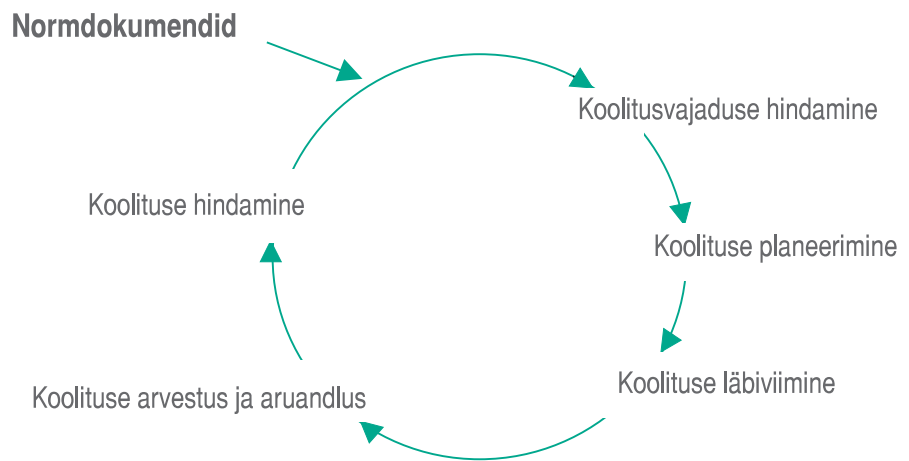 Normdokumendid
Koolitusvajaduse hindamine
Koolituse planeerimine
Koolituse läbiviimine
Koolituse arvestus ja aruandlus
Koolituse hindamine